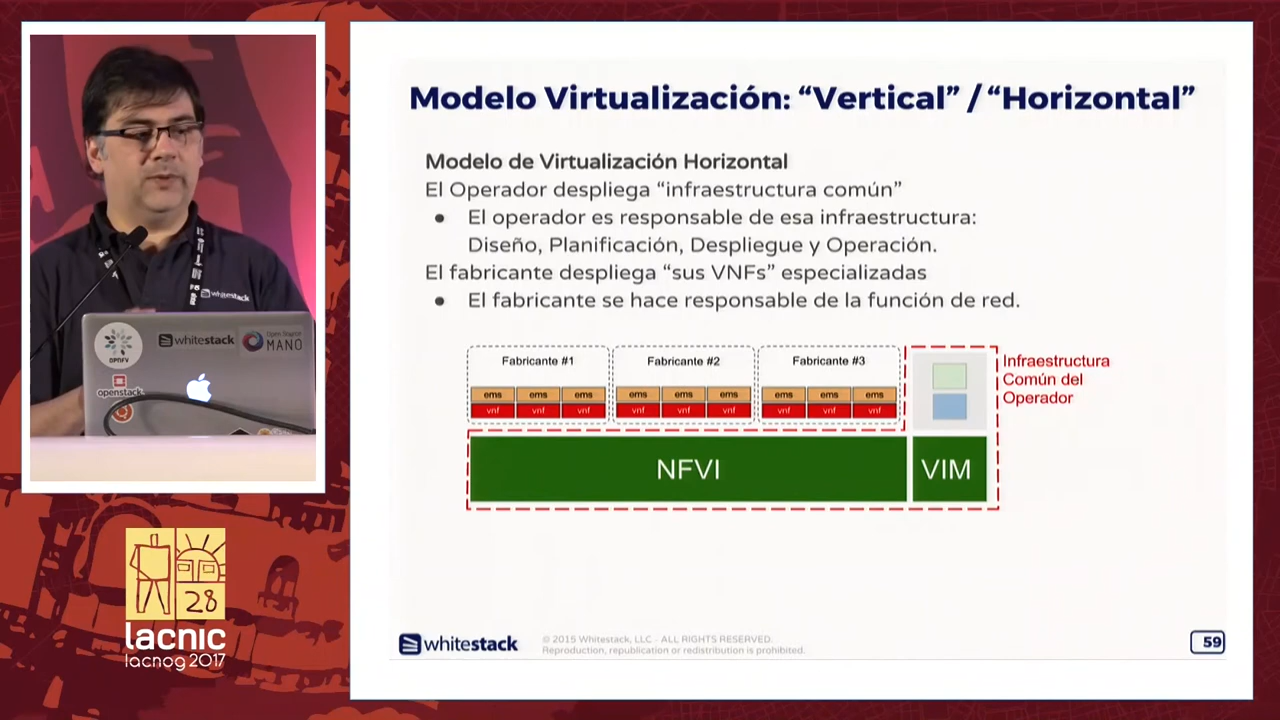 Modelo Virtualización: “Vertical” / “Horizontal”
Modelo de Virtualización Horizontal
El Operador despliega “infraestructura común”
● El operador es responsable de esa infraestructura:
Diseño, Planificación, Despliegue y Operación.
El fabricante despliega “sus VNFs” especializadas
● El fabricante se hace responsable de la función de red.
Fabricante #1
ems ems ems
vnf vnf vnf
Fabricante #2
ems ems ems
vnf vnf vnf
Fabricante #3
ems ems ems
vnf vnf vnf
Infraestructura
Común del
Operador
NFVI
VIM
whitestack
© 2015 Whitestack, LLC - ALL RIGHTS RESERVED.
Reproduction, republication or redistribution is prohibited.
59
whitestack
OPNFV
whitestack
Open Source
MANO
openstack
28
lacnic
lacnog 2017